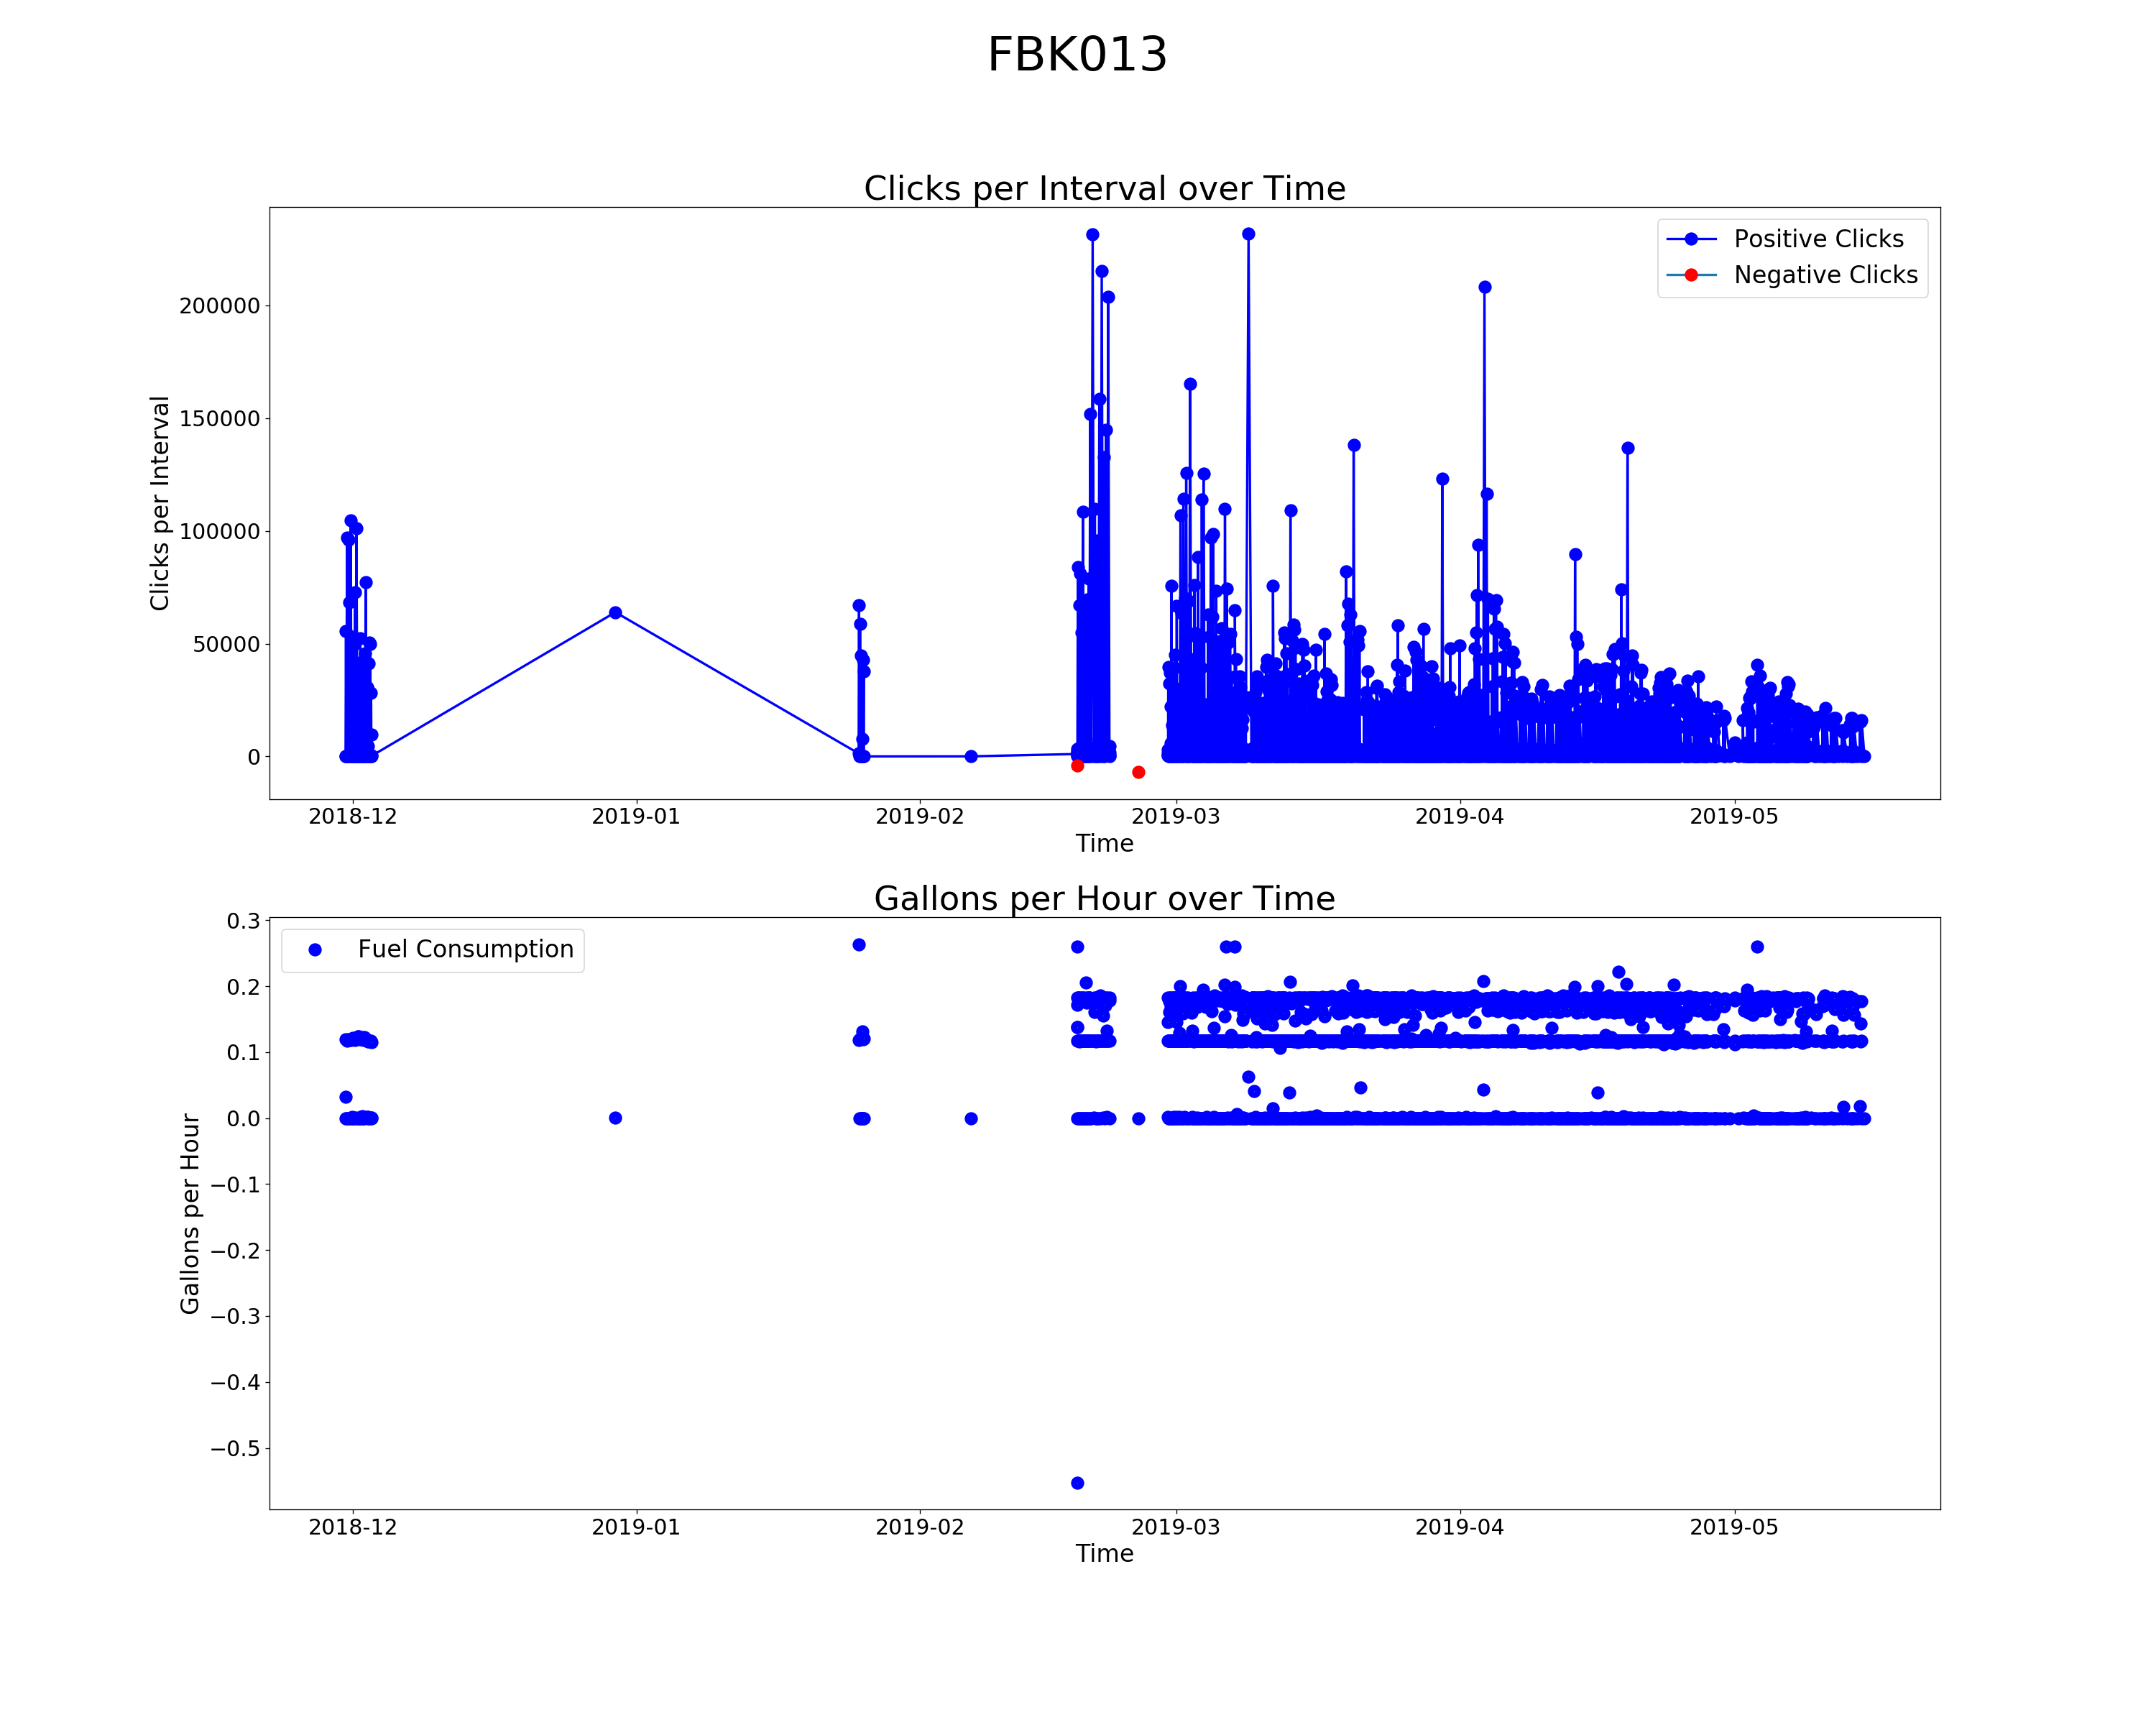 FBK013
Clicks per Interval over Time
Positive Clicks
Negative Clicks
200000
150000
100000
50000
0
Clicks per Interval
2018-12 2019-01 2019-02 2019-03 2019-04 2019-05
Time
Gallons per Hour over Time
Fuel Consumption
0.3
0.2
0.1
0.0
−0.1
−0.2
−0.3
−0.4
−0.5
Gallons per Hour
2018-12 2019-01 2019-02 2019-03 2019-04 2019-05
Time